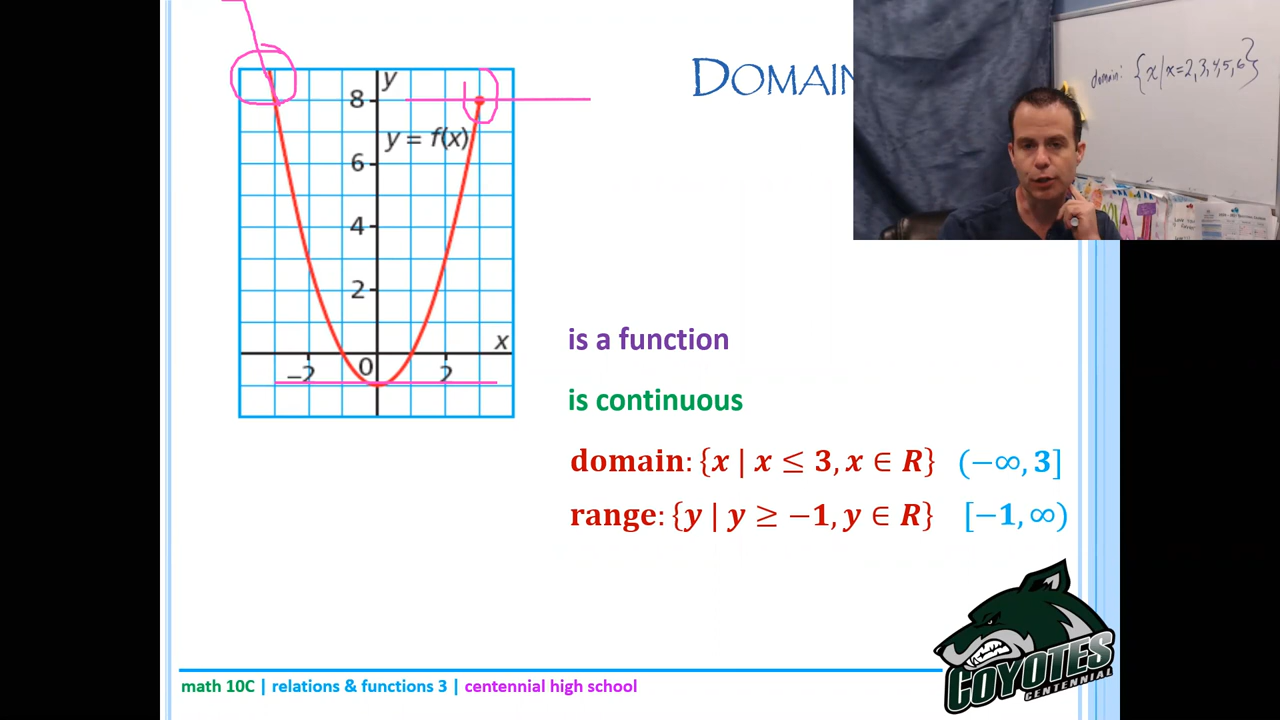 DOMAIN
domain: {x | x = 2, 3, 4, 5, 6}
y
8
y = f(x)
6
4
2
x
−2 0 2
is a function
is continuous
domain: {x | x ≤ 3, x ∈ R} (−∞, 3]
range: {y | y ≥ −1, y ∈ R} [−1, ∞)
COYOTES
CENTENNIAL
math 10C | relations & functions 3 | centennial high school